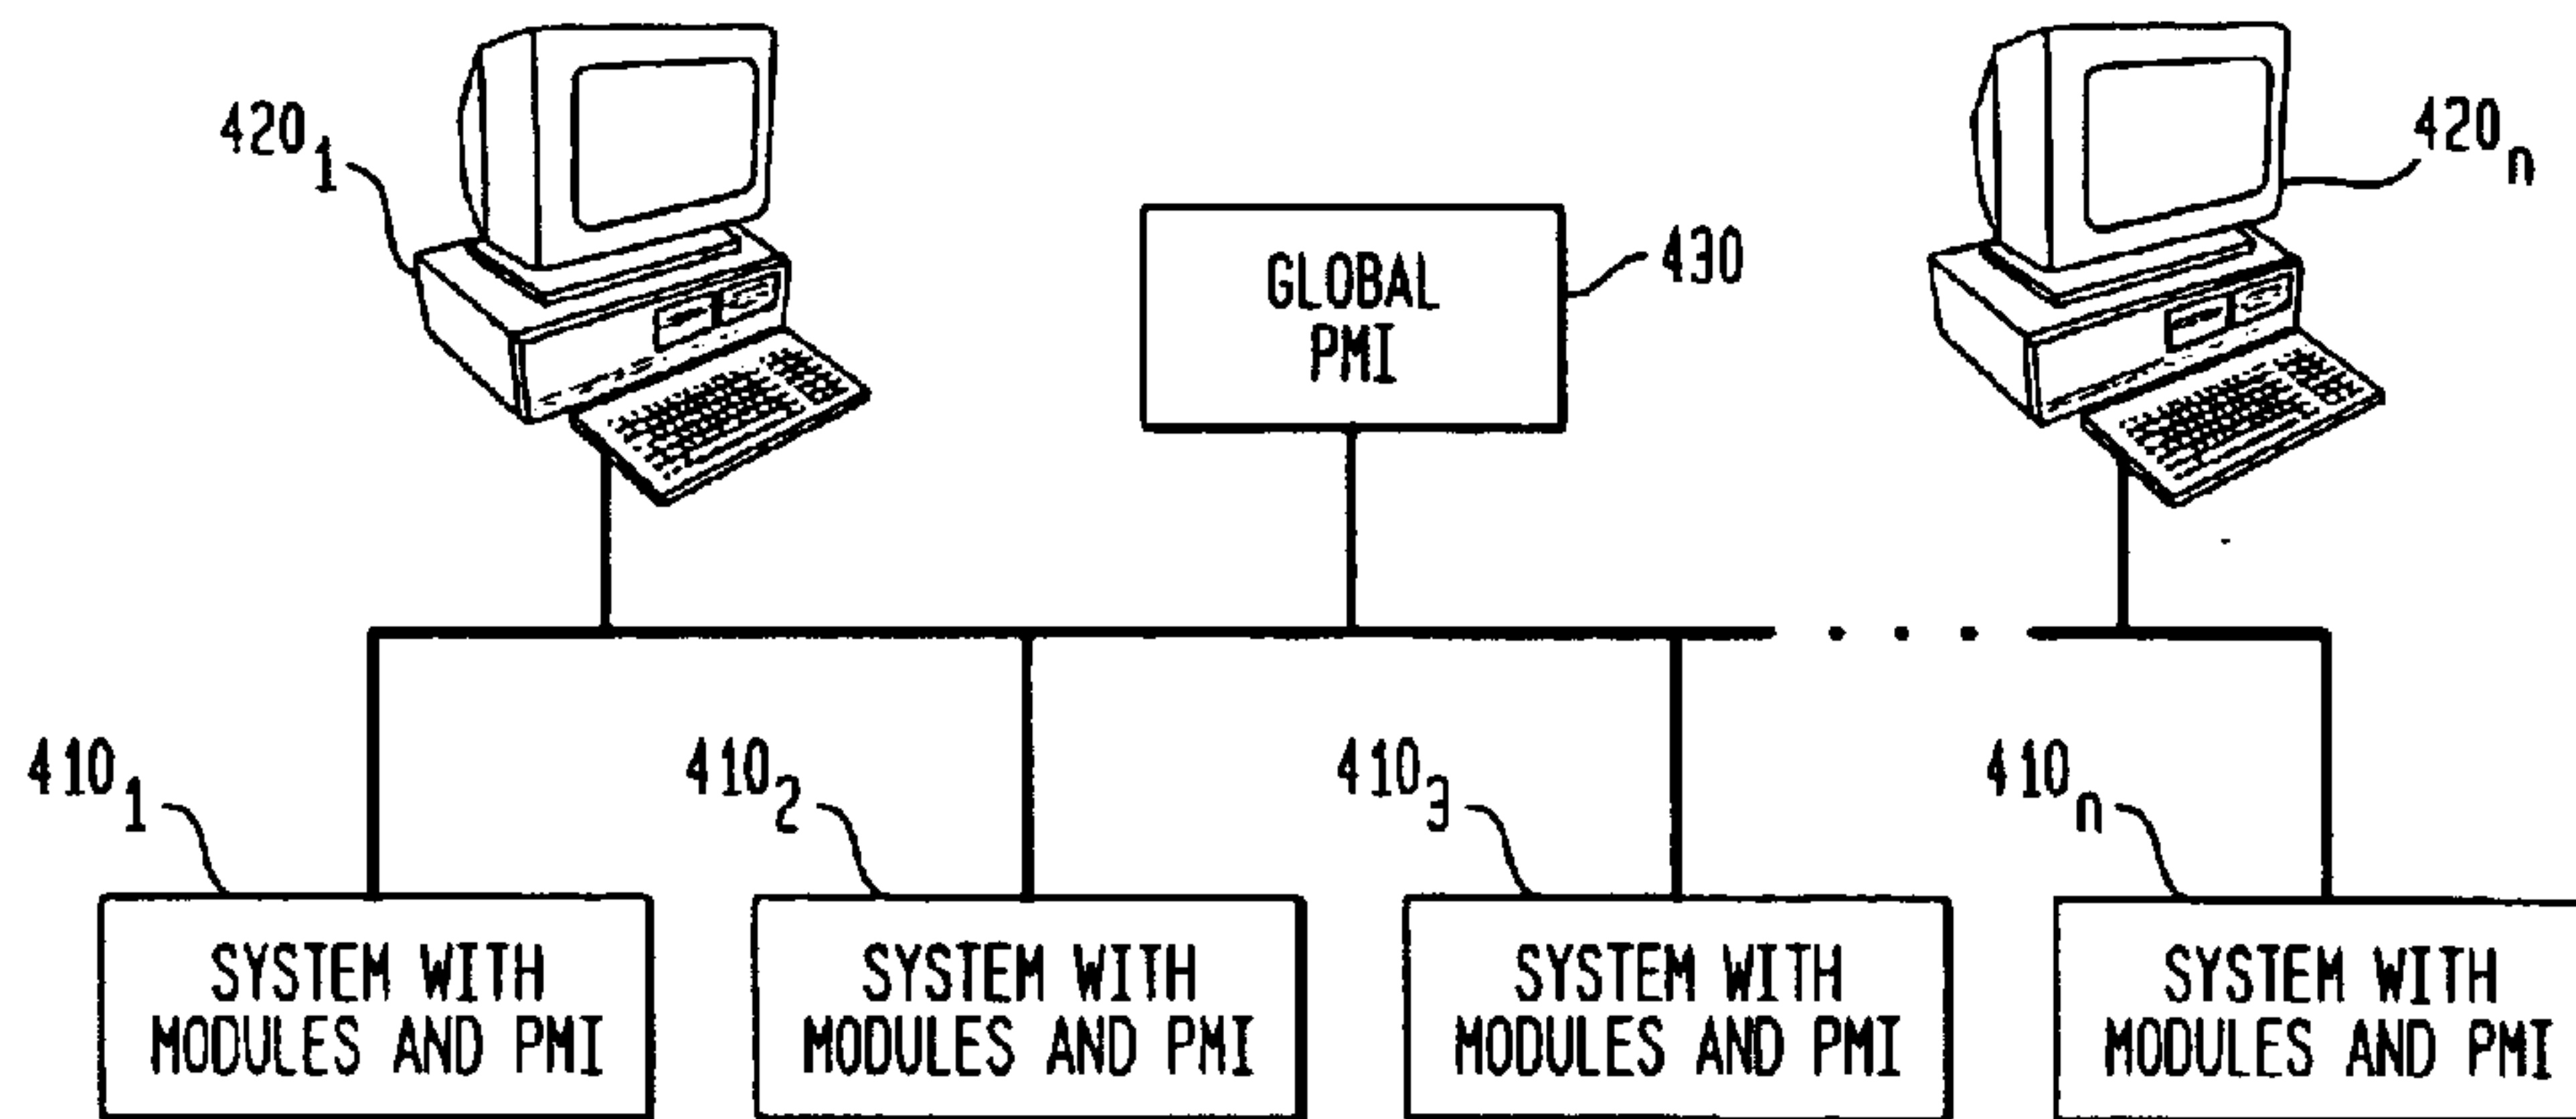 420₁
GLOBAL
PMI
430
420ₙ
410₁
410₂
410₃
410ₙ
SYSTEM WITH
MODULES AND PMI
SYSTEM WITH
MODULES AND PMI
SYSTEM WITH
MODULES AND PMI
SYSTEM WITH
MODULES AND PMI